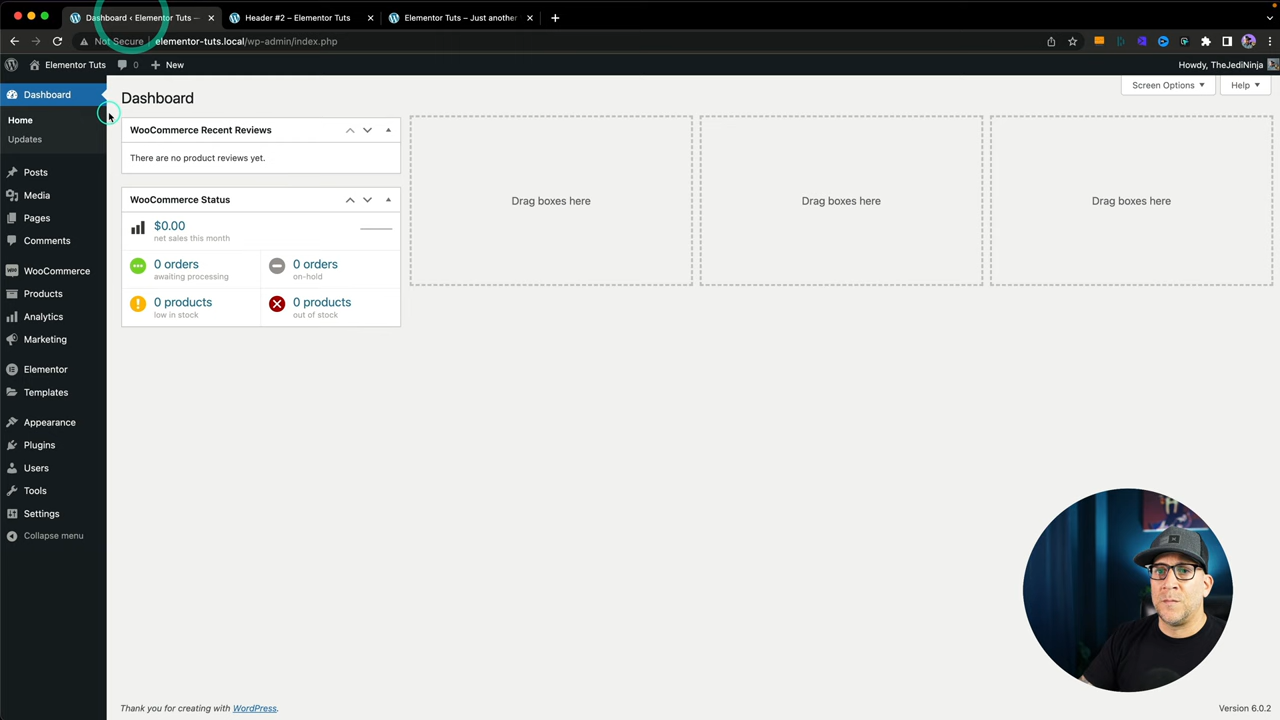 Dashboard ‹ Elementor Tuts —
Header #2 – Elementor Tuts
Elementor Tuts – Just another
Not Secure
elementor-tuts.local/wp-admin/index.php
Elementor Tuts
0
New
Howdy, TheJediNinja
Dashboard
Home
Updates
Posts
Media
Pages
Comments
WooCommerce
Products
Analytics
Marketing
Elementor
Templates
Appearance
Plugins
Users
Tools
Settings
Collapse menu
Screen Options
Help
Dashboard
WooCommerce Recent Reviews
There are no product reviews yet.
WooCommerce Status
$0.00
net sales this month
0 orders
awaiting processing
0 orders
on-hold
0 products
low in stock
0 products
out of stock
Drag boxes here
Drag boxes here
Drag boxes here
Thank you for creating with WordPress.
Version 6.0.2